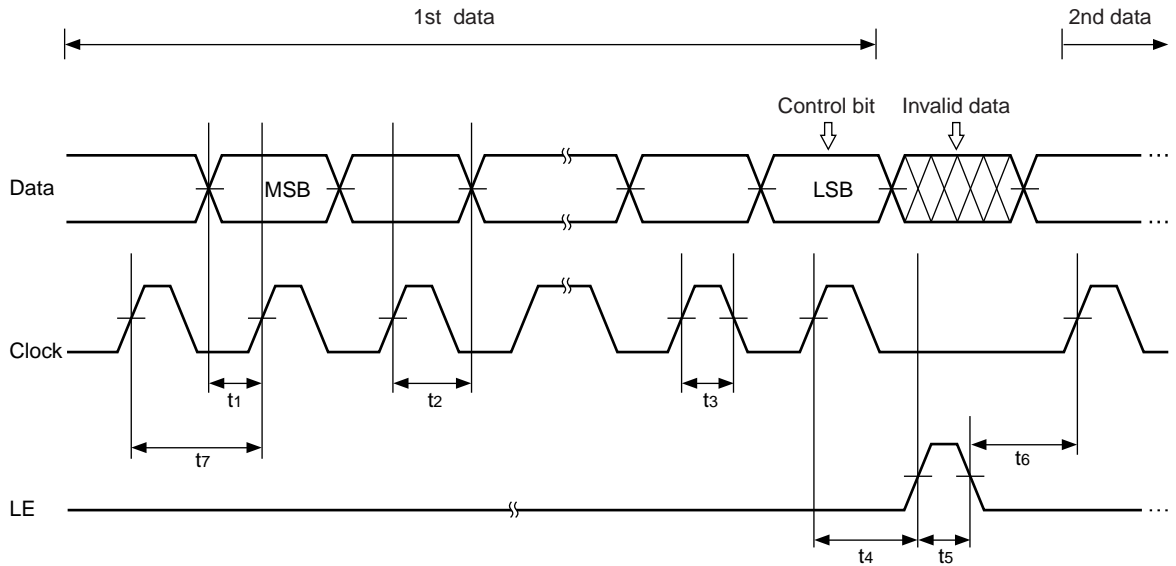 1st data
2nd data
Control bit
Invalid data
Data
MSB
LSB
Clock
t1
t2
t3
t7
t6
LE
t4
t5